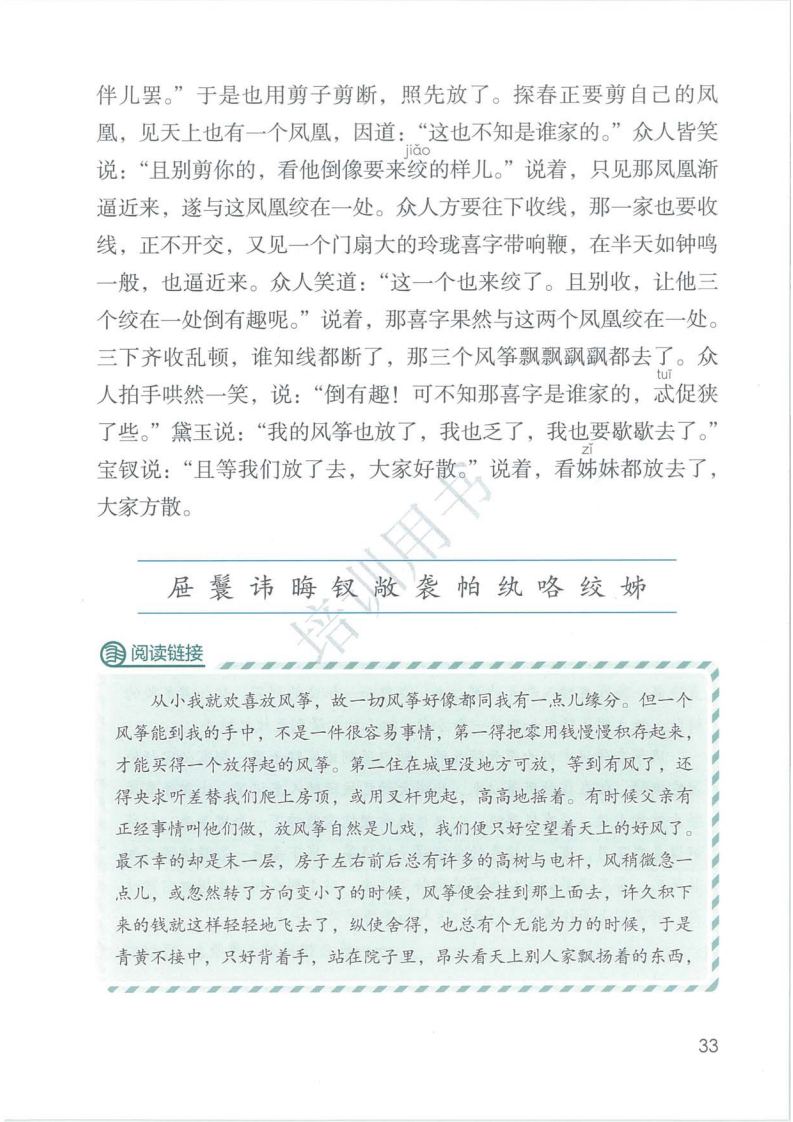 伴儿罢。”于是也用剪子剪断，照先放了。探春正要剪自己的凤
凰，见天上也有一个凤凰，因道：“这也不知是谁家的。”众人皆笑
jiǎo
说：“且别剪你的，看他倒像要来绞的样儿。”说着，只见那凤凰渐
逼近来，遂与这凤凰绞在一处。众人方要往下收线，那一家也要收
线，正不开交，又见一个门扇大的玲珑喜字带响鞭，在半天如钟鸣
一般，也逼近来。众人笑道：“这一个也来绞了。且别收，让他三
个绞在一处倒有趣呢。”说着，那喜字果然与这两个凤凰绞在一处。
三下齐收乱顿，谁知线都断了，那三个风筝飘飘飖飖都去了。众
tuī
人拍手哄然一笑，说：“倒有趣！可不知那喜字是谁家的，忒促狭
了些。”黛玉说：“我的风筝也放了，我也乏了，我也要歇歇去了。”
zǐ
宝钗说：“且等我们放了去，大家好散。”说着，看姊妹都放去了，
大家方散。
屉 鬟 讳 晦 钗 敞 袭 帕 纨 咯 绞 姊
阅读链接
从小我就欢喜放风筝，故一切风筝好像都同我有一点儿缘分。但一个
风筝能到我的手中，不是一件很容易事情，第一得把零用钱慢慢积存起来，
才能买得一个放得起的风筝。第二住在城里没地方可放，等到有风了，还
得央求听差替我们爬上房顶，或用叉杆兜起，高高地摇着。有时候父亲有
正经事情叫他们做，放风筝自然是儿戏，我们便只好空望着天上的好风了。
最不幸的却是末一层，房子左右前后总有许多的高树与电杆，风稍微急一
点儿，或忽然转了方向变小了的时候，风筝便会挂到那上面去，许久积下
来的钱就这样轻轻地飞去了，纵使舍得，也总有个无能为力的时候，于是
青黄不接中，只好背着手，站在院子里，昂头看天上别人家飘扬着的东西，
33
培训用书